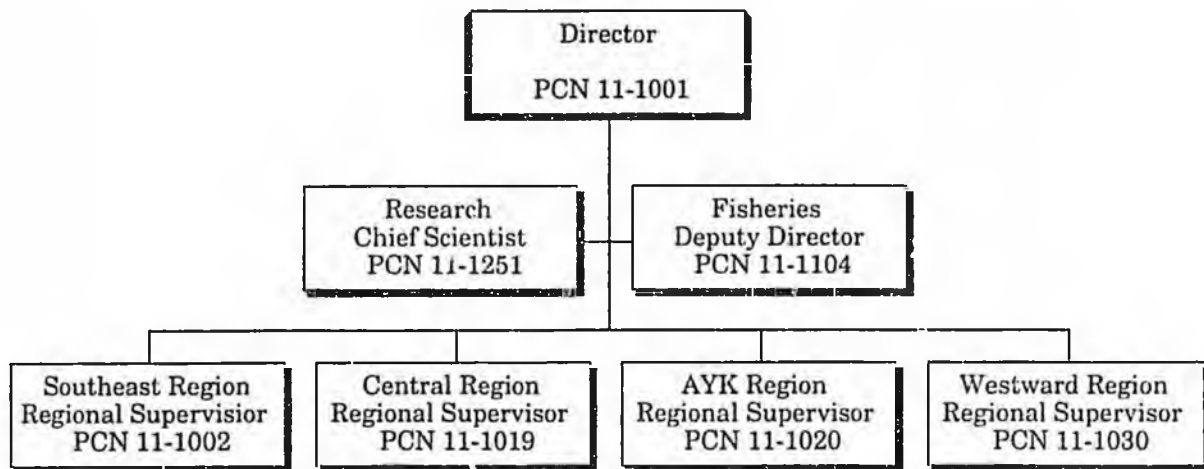 Director
PCN 11-1001
Research
Chief Scientist
PCN 11-1251
Fisheries
Deputy Director
PCN 11-1104
Southeast Region
Regional Supervisior
PCN 11-1002
Central Region
Regional Supervisor
PCN 11-1019
AYK Region
Regional Supervisor
PCN 11-1020
Westward Region
Regional Supervisor
PCN 11-1030